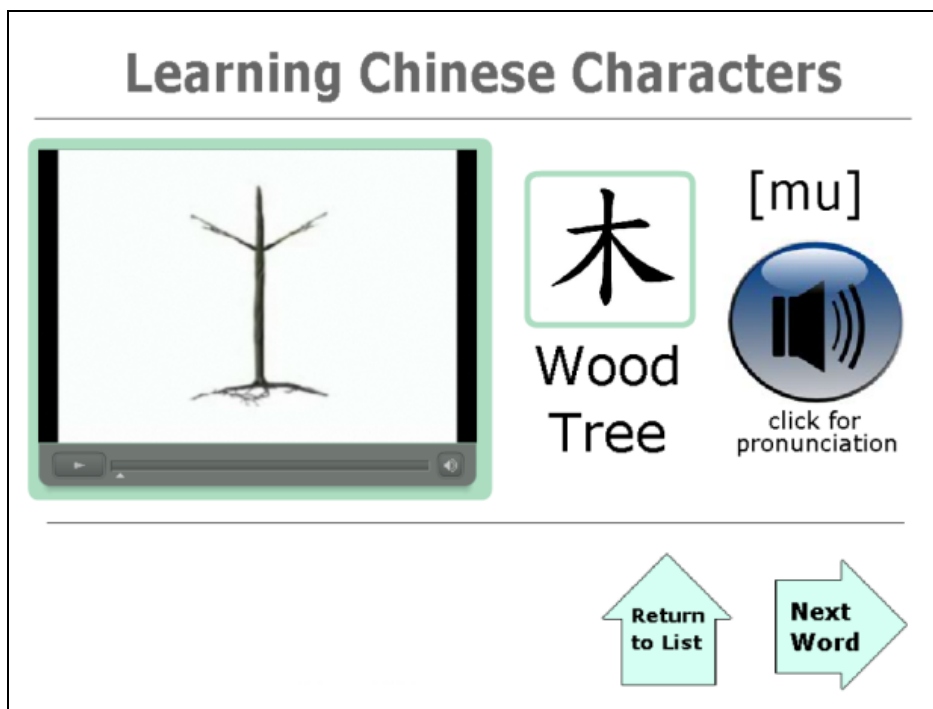 Learning Chinese Characters
木
Wood
Tree
[mu]
click for
pronunciation
Return
to List
Next
Word